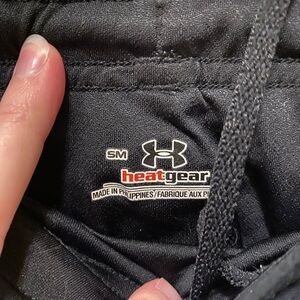 SM
heatgear
MADE IN PHILIPPINES/FABRIQUE AUX